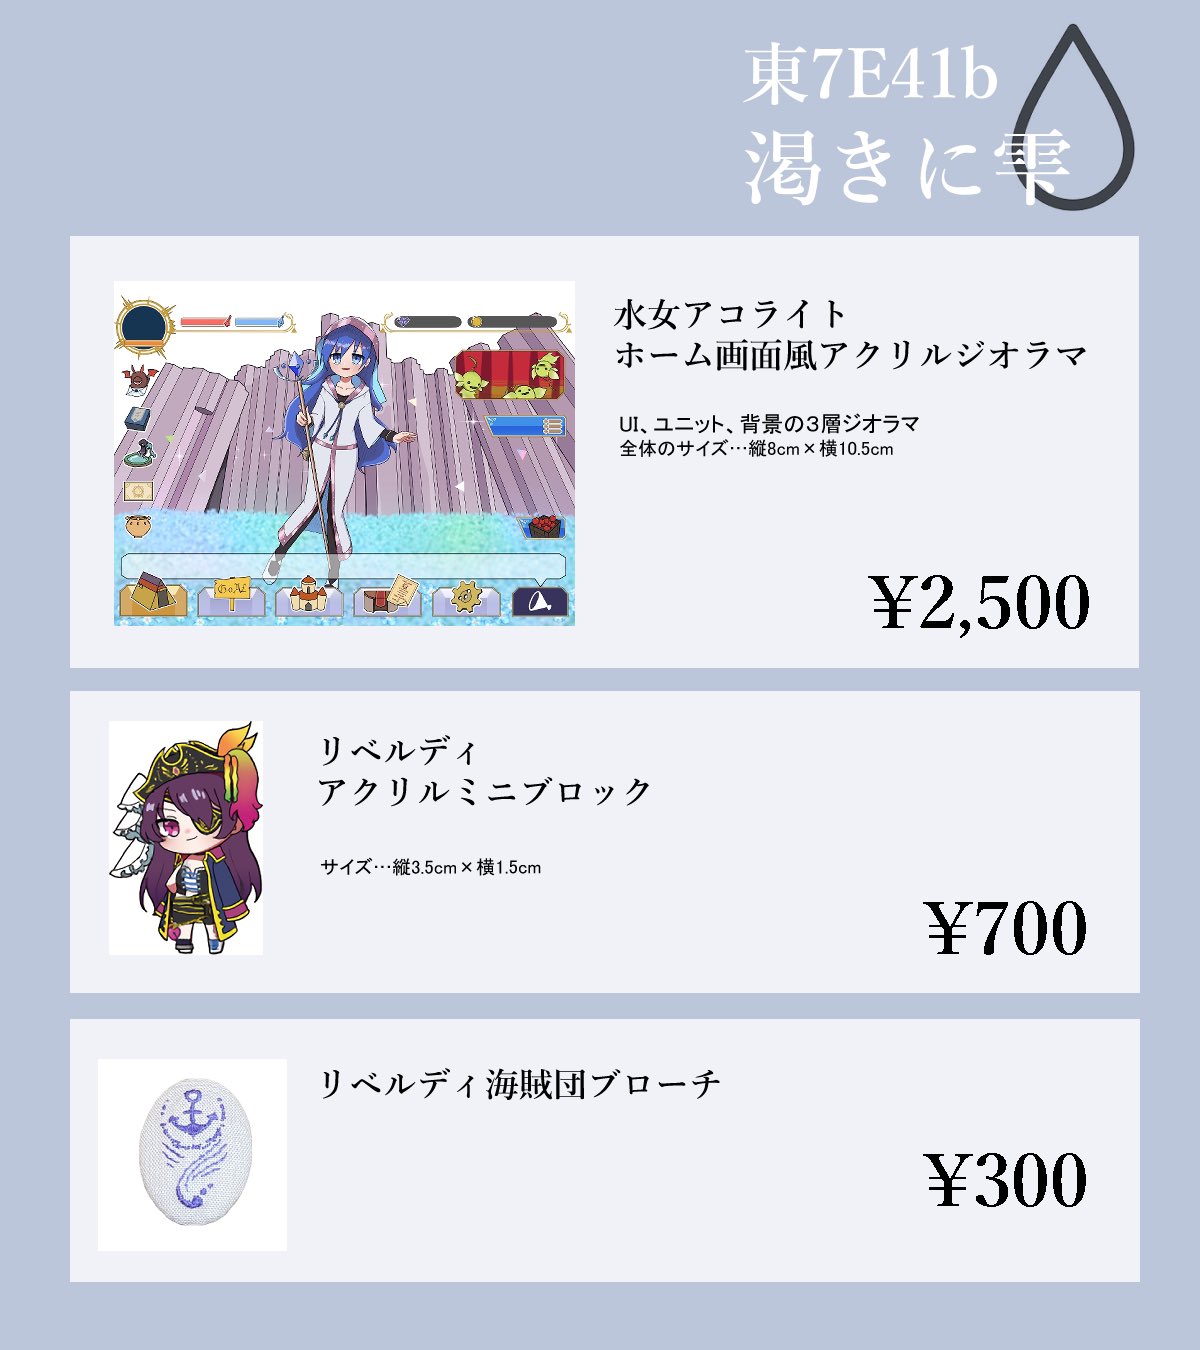 東7E41b
渇きに雫
水女アコライト
ホーム画面風アクリルジオラマ
UI、ユニット、背景の3層ジオラマ
全体のサイズ…縦8cm×横10.5cm
GoAL
¥2,500
リベルディ
アクリルミニブロック
サイズ…縦3.5cm×横1.5cm
¥700
リベルディ海賊団ブローチ
¥300